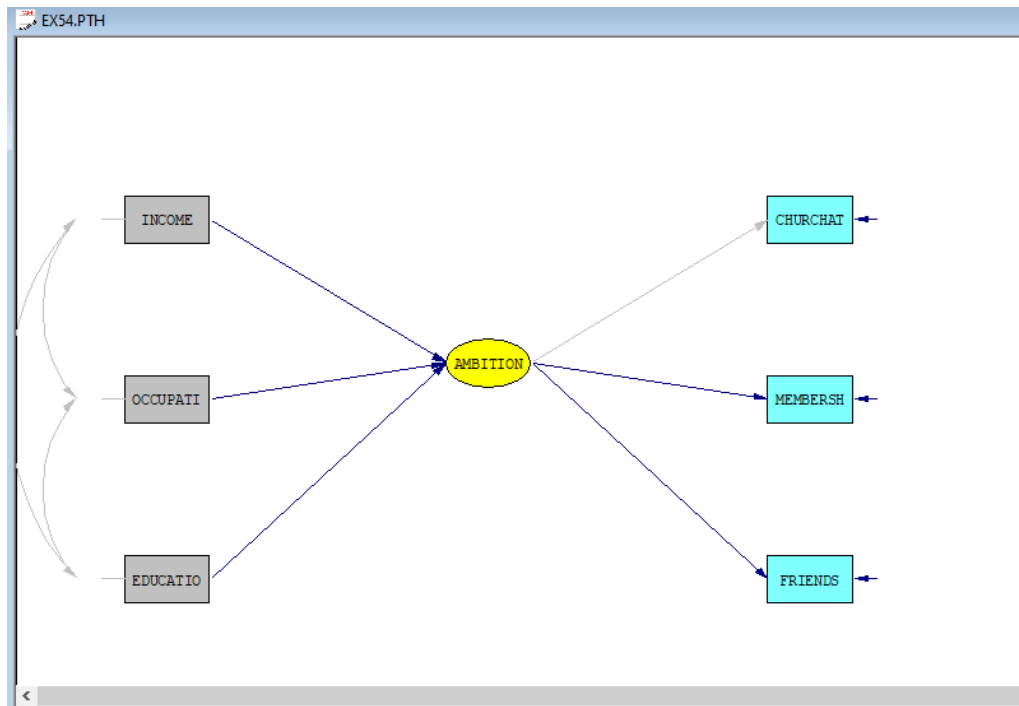 EX54.PTH
INCOME
CHURCHAT
AMBITION
OCCUPATI
MEMBERSH
EDUCATIO
FRIENDS